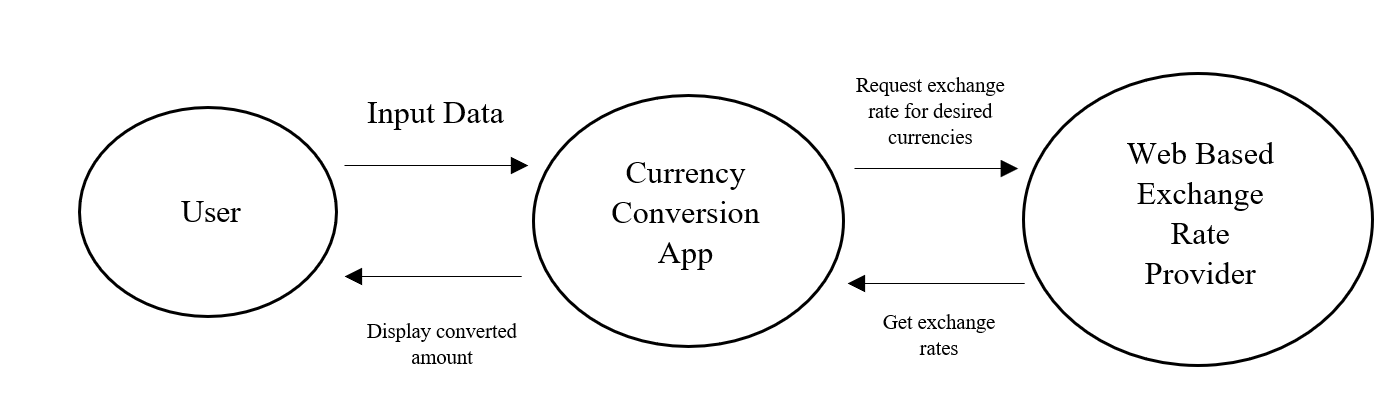 User
Input Data
Display converted
amount
Currency
Conversion
App
Request exchange
rate for desired
currencies
Get exchange
rates
Web Based
Exchange
Rate
Provider